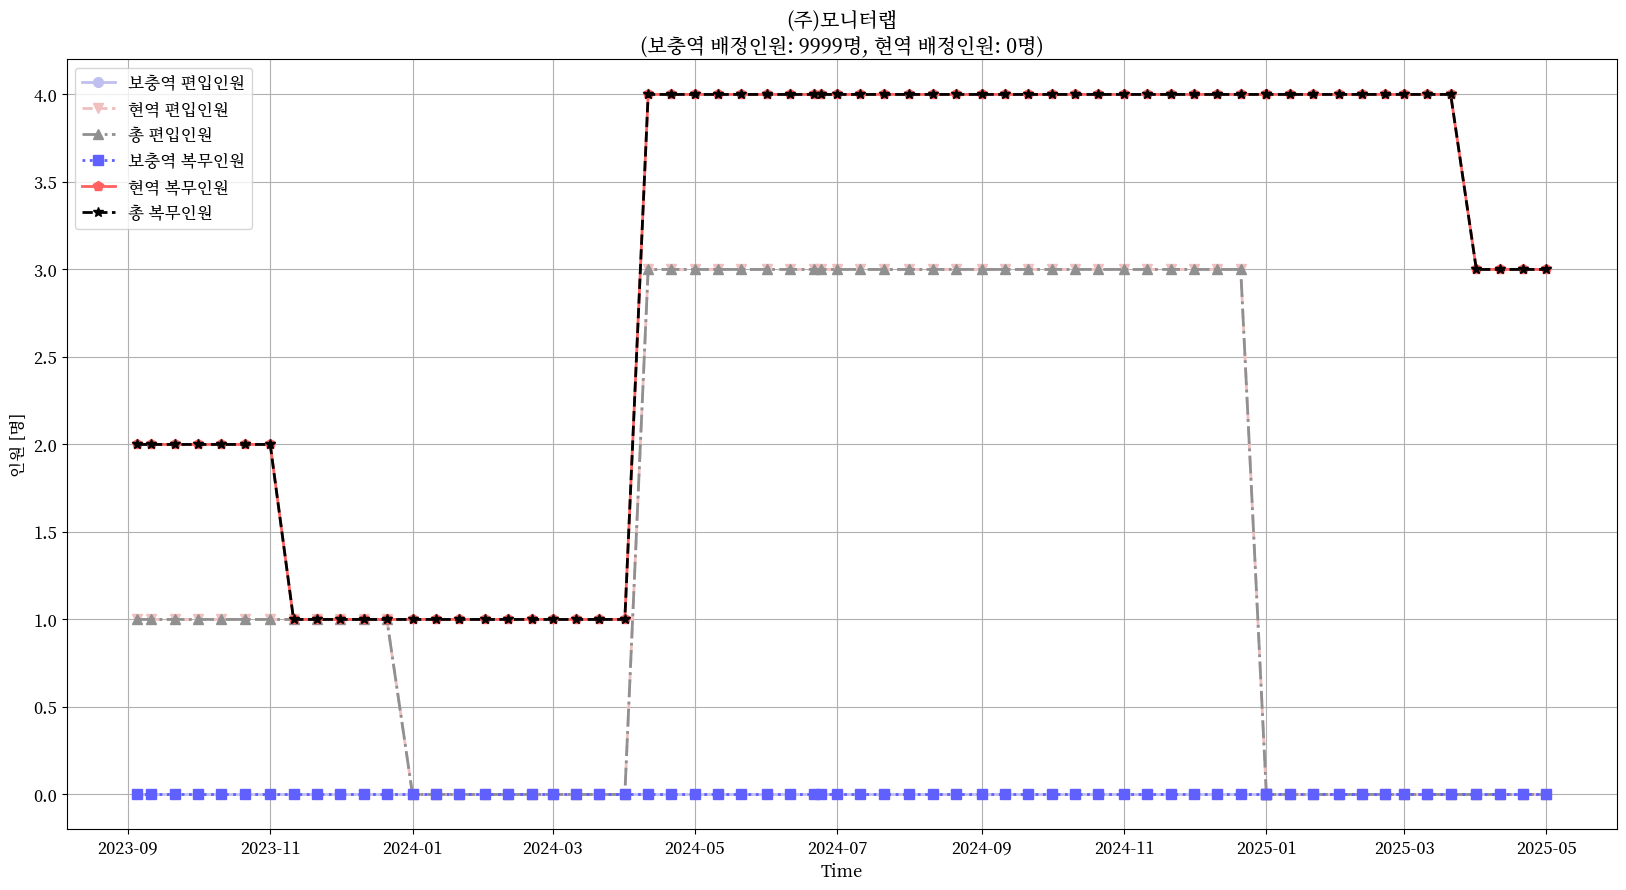 (주)모니터랩
(보충역 배정인원: 9999명, 현역 배정인원: 0명)
보충역 편입인원
현역 편입인원
총 편입인원
보충역 복무인원
현역 복무인원
총 복무인원
4.0
3.5
3.0
2.5
2.0
1.5
1.0
0.5
0.0
인원 [명]
2023-09 2023-11 2024-01 2024-03 2024-05 2024-07 2024-09 2024-11 2025-01 2025-03 2025-05
Time